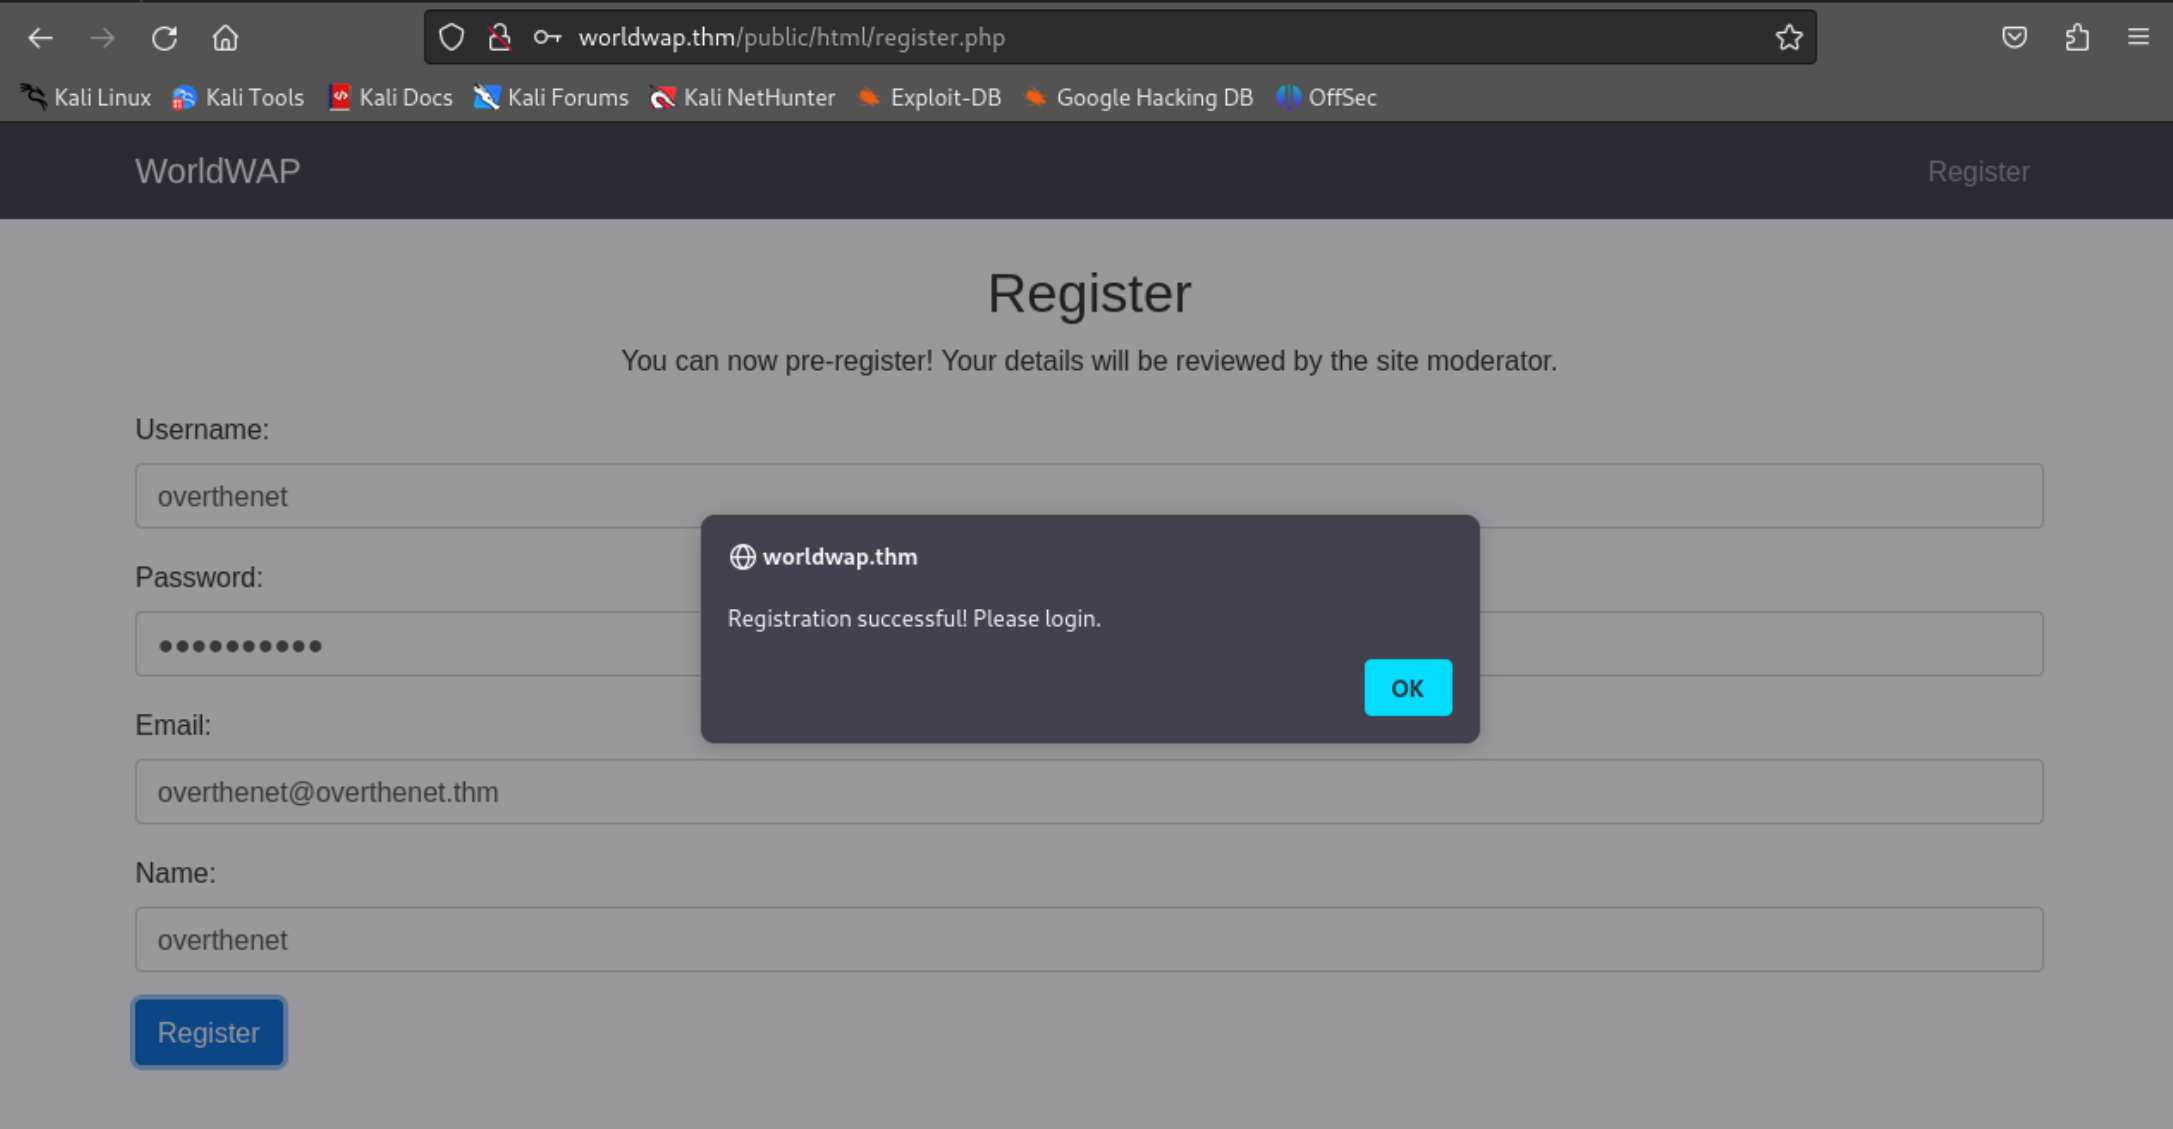 worldwap.thm/public/html/register.php
Kali Linux Kali Tools Kali Docs Kali Forums Kali NetHunter Exploit-DB Google Hacking DB OffSec
WorldWAP Register
Register
You can now pre-register! Your details will be reviewed by the site moderator.
Username:
overthenet
Password:
●●●●●●●●●●
Email:
overthenet@overthenet.thm
Name:
overthenet
Register
worldwap.thm
Registration successful! Please login.
OK